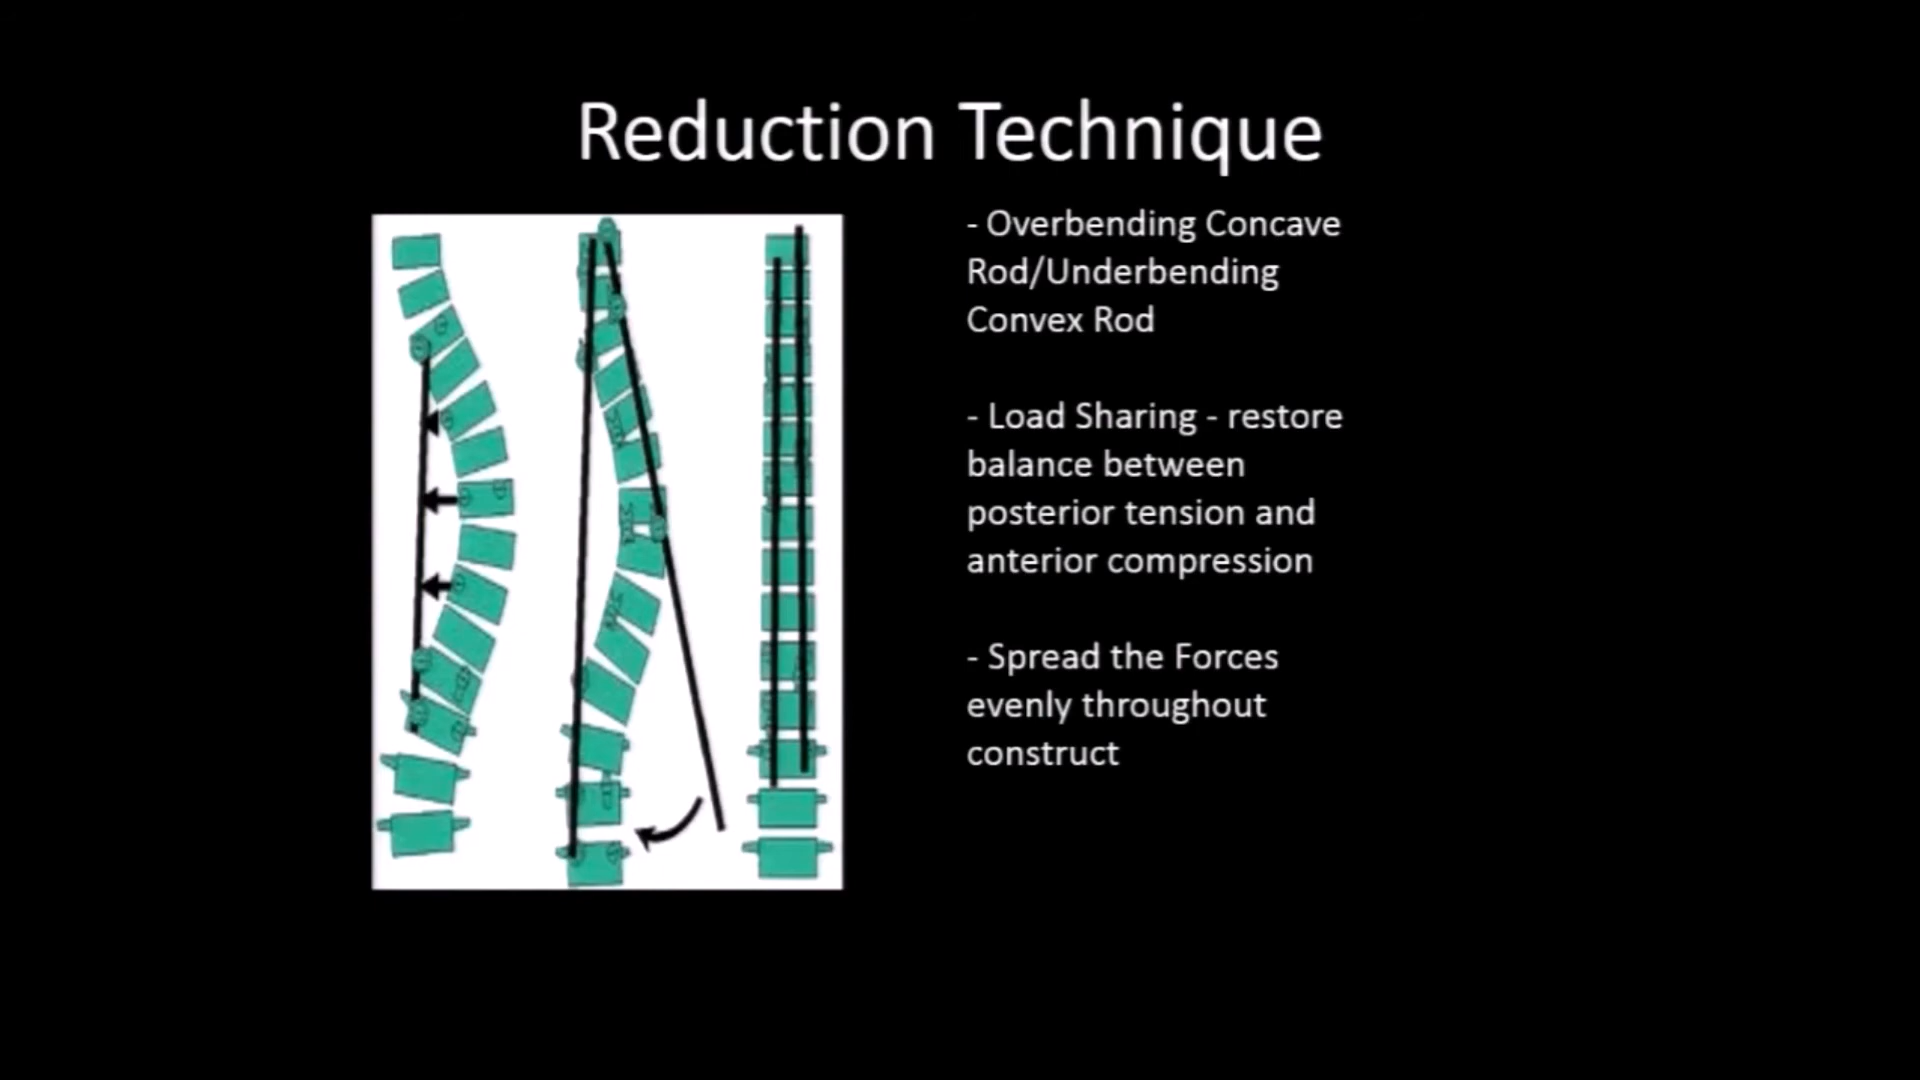 Reduction Technique
- Overbending Concave
Rod/Underbending
Convex Rod
- Load Sharing - restore
balance between
posterior tension and
anterior compression
- Spread the Forces
evenly throughout
construct